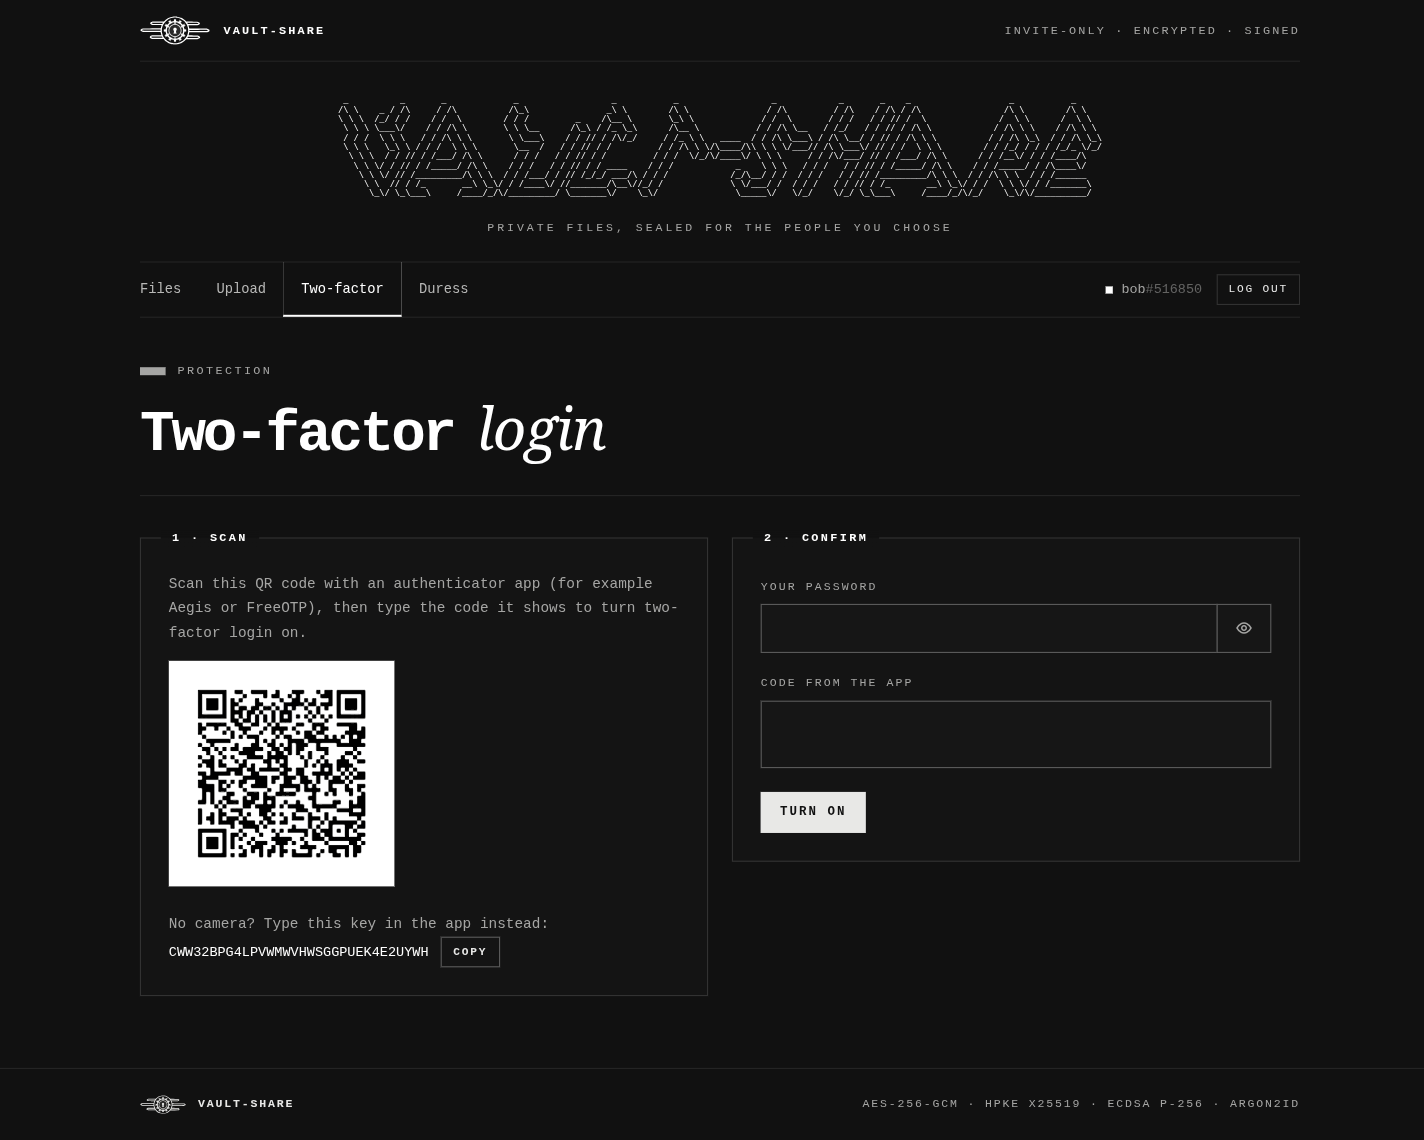 VAULT-SHARE
INVITE-ONLY · ENCRYPTED · SIGNED
VAULT-SHARE
PRIVATE FILES, SEALED FOR THE PEOPLE YOU CHOOSE
Files Upload Two-factor Duress
bob#516850 LOG OUT
PROTECTION
Two-factor login
1 · SCAN
Scan this QR code with an authenticator app (for example
Aegis or FreeOTP), then type the code it shows to turn two-
factor login on.
No camera? Type this key in the app instead:
CWW32BPG4LPVWMWVHWSGGPUEK4E2UYWH COPY
2 · CONFIRM
YOUR PASSWORD
CODE FROM THE APP
TURN ON
VAULT-SHARE
AES-256-GCM · HPKE X25519 · ECDSA P-256 · ARGON2ID